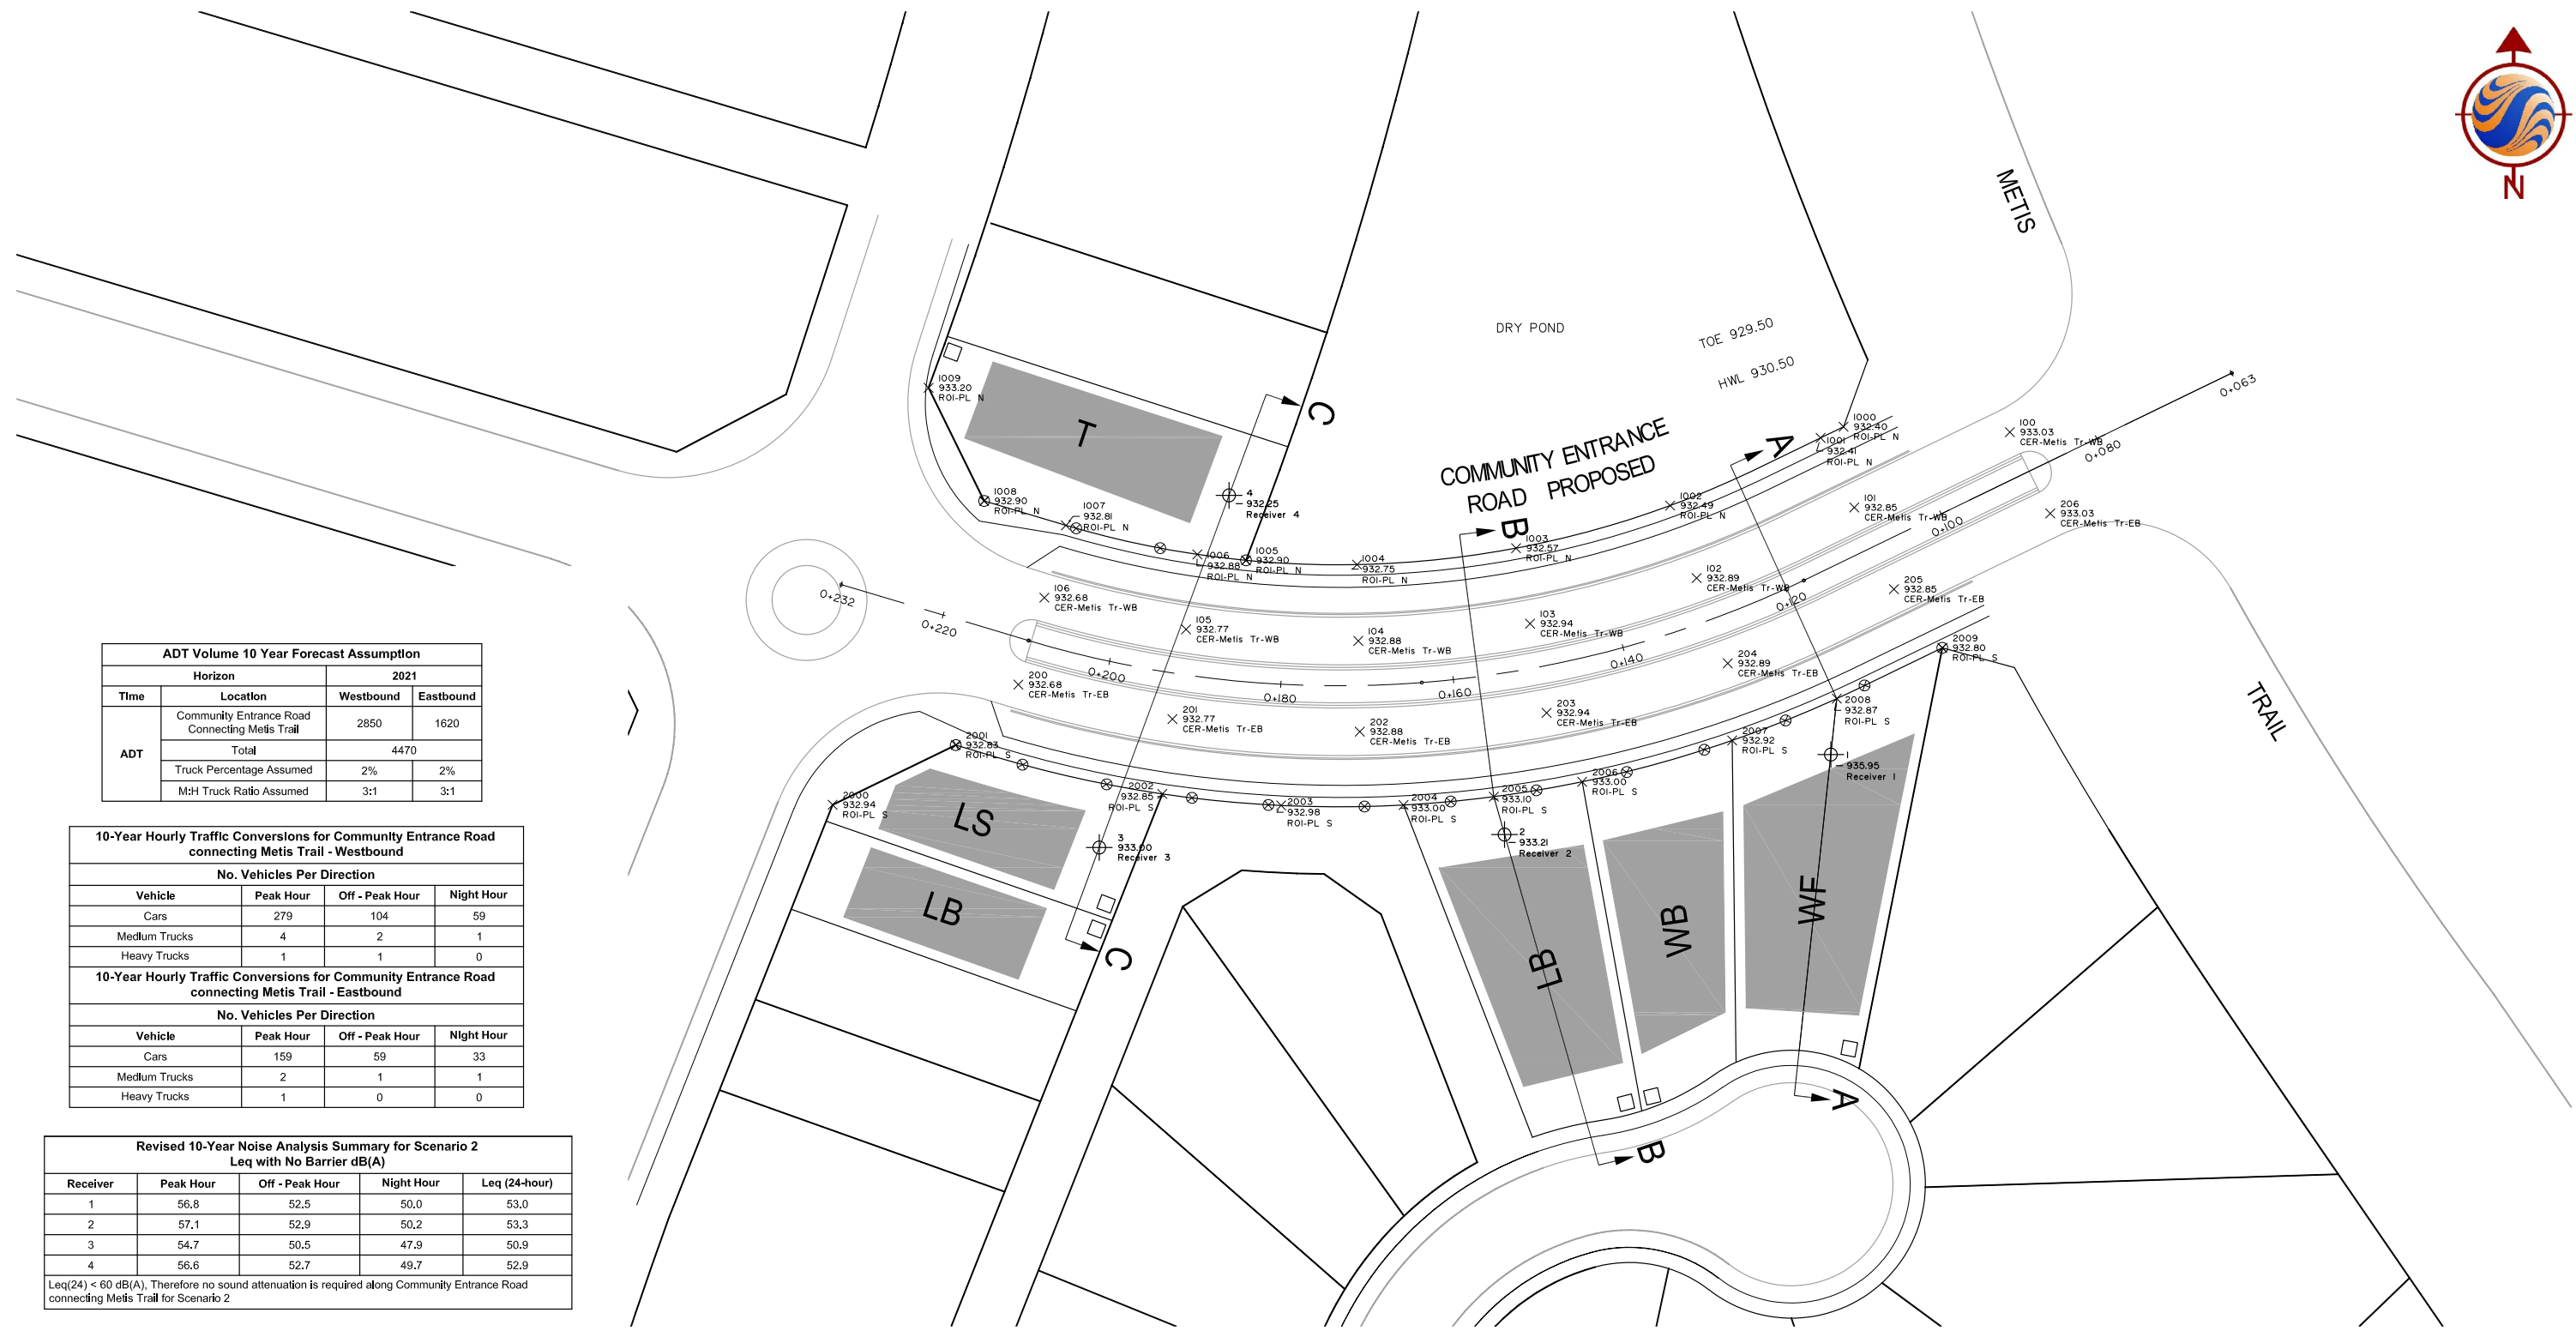 N
METIS
DRY POND
TOE 929.50
HWL 930.50
0+063
COMMUNITY ENTRANCE
ROAD PROPOSED
1009
933.20
ROI-PL N
T
C
A
1000
932.40
ROI-PL N
1001
932.41
ROI-PL N
100
933.03
CER-Metis Tr-WB
0+080
1008
932.90
ROI-PL N
1007
932.81
ROI-PL N
4
932.25
Receiver 4
B
1002
932.49
ROI-PL N
101
932.85
CER-Metis Tr-WB
0+100
206
933.03
CER-Metis Tr-EB
1006
932.88
ROI-PL N
1005
932.90
ROI-PL N
1004
932.75
ROI-PL N
1003
932.57
ROI-PL N
102
932.89
CER-Metis Tr-WB
0+120
205
932.85
CER-Metis Tr-EB
0+232
0+220
106
932.68
CER-Metis Tr-WB
105
932.77
CER-Metis Tr-WB
104
932.88
CER-Metis Tr-WB
103
932.94
CER-Metis Tr-WB
0+140
204
932.89
CER-Metis Tr-EB
2009
932.80
ROI-PL S
200
932.68
CER-Metis Tr-EB
0+200
0+180
0+160
201
932.77
CER-Metis Tr-EB
202
932.88
CER-Metis Tr-EB
203
932.94
CER-Metis Tr-EB
2008
932.87
ROI-PL S
TRAIL
2001
932.83
ROI-PL S
2000
932.94
ROI-PL S
2002
932.85
ROI-PL S
2003
932.98
ROI-PL S
2004
933.00
ROI-PL S
2005
933.10
ROI-PL S
2006
933.00
ROI-PL S
2007
932.92
ROI-PL S
1
935.95
Receiver 1
LS
3
933.00
Receiver 3
2
933.21
Receiver 2
LB
C
LB
WB
WF
A
B
ADT Volume 10 Year Forecast Assumption
Horizon 2021
Time Location Westbound Eastbound
ADT
Community Entrance Road
Connecting Metis Trail 2850 1620
Total 4470
Truck Percentage Assumed 2% 2%
M:H Truck Ratio Assumed 3:1 3:1
10-Year Hourly Traffic Conversions for Community Entrance Road
connecting Metis Trail - Westbound
No. Vehicles Per Direction
Vehicle Peak Hour Off - Peak Hour Night Hour
Cars 279 104 59
Medium Trucks 4 2 1
Heavy Trucks 1 1 0
10-Year Hourly Traffic Conversions for Community Entrance Road
connecting Metis Trail - Eastbound
No. Vehicles Per Direction
Vehicle Peak Hour Off - Peak Hour Night Hour
Cars 159 59 33
Medium Trucks 2 1 1
Heavy Trucks 1 0 0
Revised 10-Year Noise Analysis Summary for Scenario 2
Leq with No Barrier dB(A)
Receiver Peak Hour Off - Peak Hour Night Hour Leq (24-hour)
1 56.8 52.5 50.0 53.0
2 57.1 52.9 50.2 53.3
3 54.7 50.5 47.9 50.9
4 56.6 52.7 49.7 52.9
Leq(24) < 60 dB(A), Therefore no sound attenuation is required along Community Entrance Road
connecting Metis Trail for Scenario 2